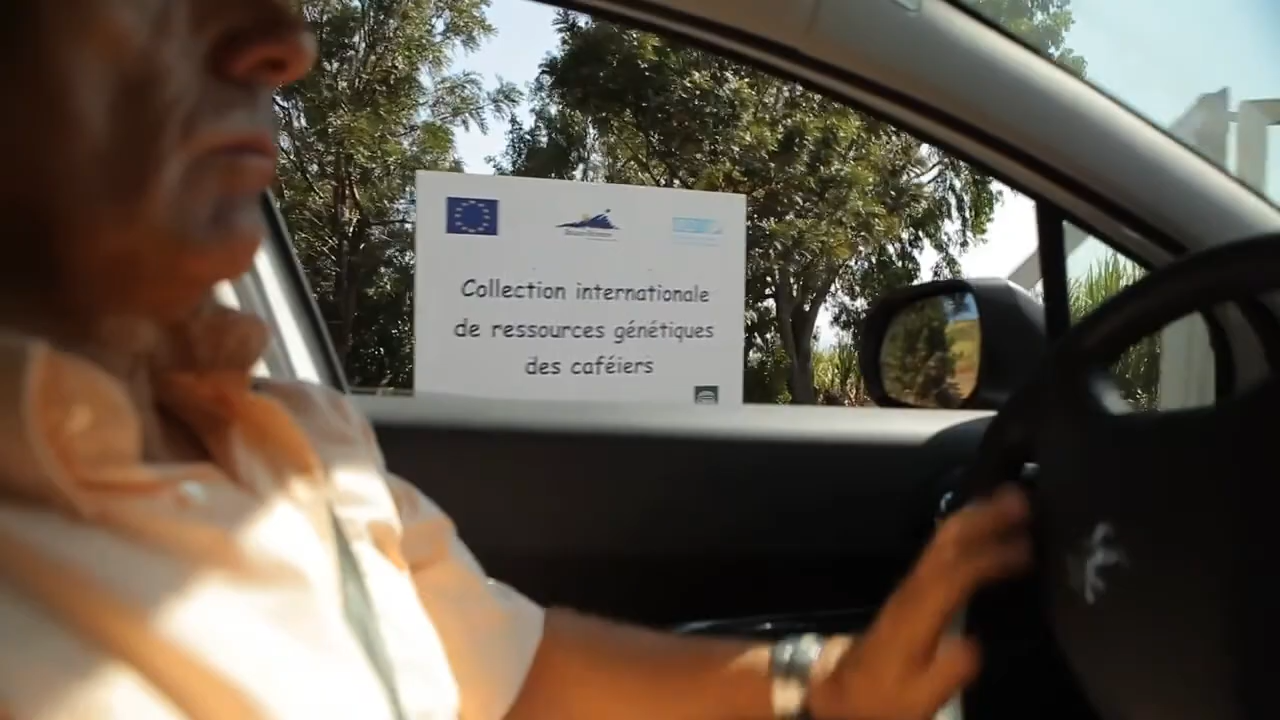 Collection internationale
de ressources génétiques
des caféiers